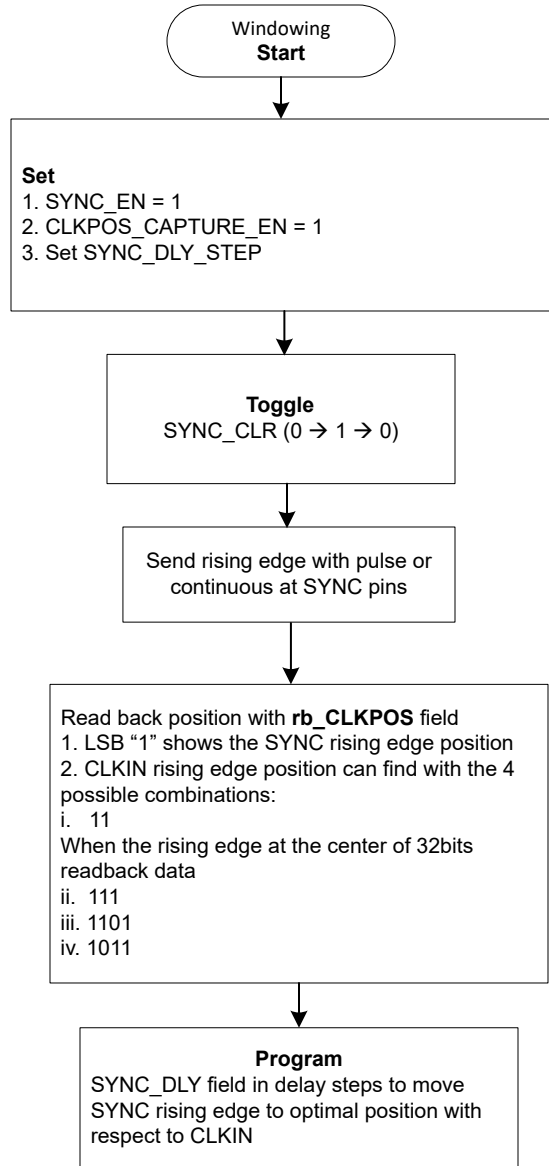 Windowing
Start
Set
1. SYNC_EN = 1
2. CLKPOS_CAPTURE_EN = 1
3. Set SYNC_DLY_STEP
Toggle
SYNC_CLR (0 → 1 → 0)
Send rising edge with pulse or
continuous at SYNC pins
Read back position with rb_CLKPOS field
1. LSB “1” shows the SYNC rising edge position
2. CLKIN rising edge position can find with the 4
possible combinations:
i. 11
When the rising edge at the center of 32bits
readback data
ii. 111
iii. 1101
iv. 1011
Program
SYNC_DLY field in delay steps to move
SYNC rising edge to optimal position with
respect to CLKIN